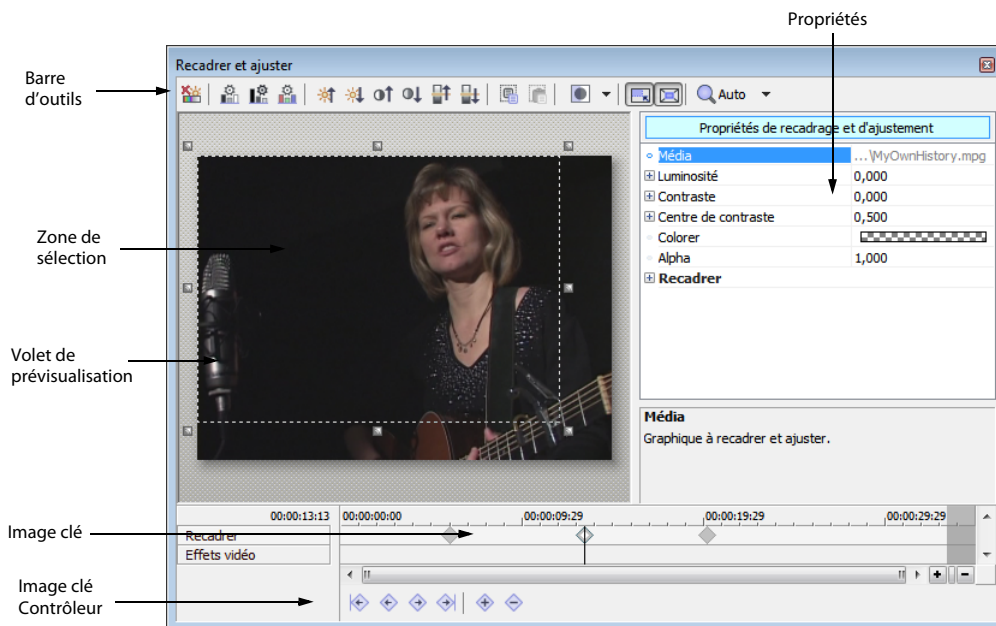 Propriétés
Recadrer et ajuster
Barre
d'outils
Auto
Propriétés de recadrage et d'ajustement
Média ...\MyOwnHistory.mpg
Luminosité 0,000
Contraste 0,000
Centre de contraste 0,500
Colorer
Alpha 1,000
Recadrer
Zone de
sélection
Volet de
prévisualisation
Média
Graphique à recadrer et ajuster.
00:00:13:13 00:00:00:00 00:00:09:29 00:00:19:29 00:00:29:29
Image clé
Recadrer
Effets vidéo
Image clé
Contrôleur